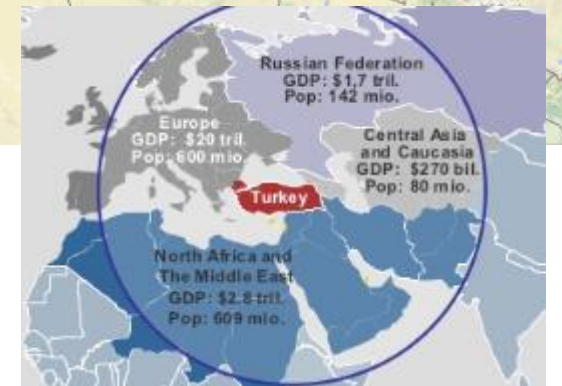 Russian Federation
GDP: $1,7 tril.
Pop: 142 mio.
Europe
GDP: $20 tril.
Pop: 600 mio.
Central Asia
and Caucasia
GDP: $270 bil.
Pop: 80 mio.
Turkey
North Africa and
The Middle East
GDP: $2.8 tril.
Pop: 609 mio.